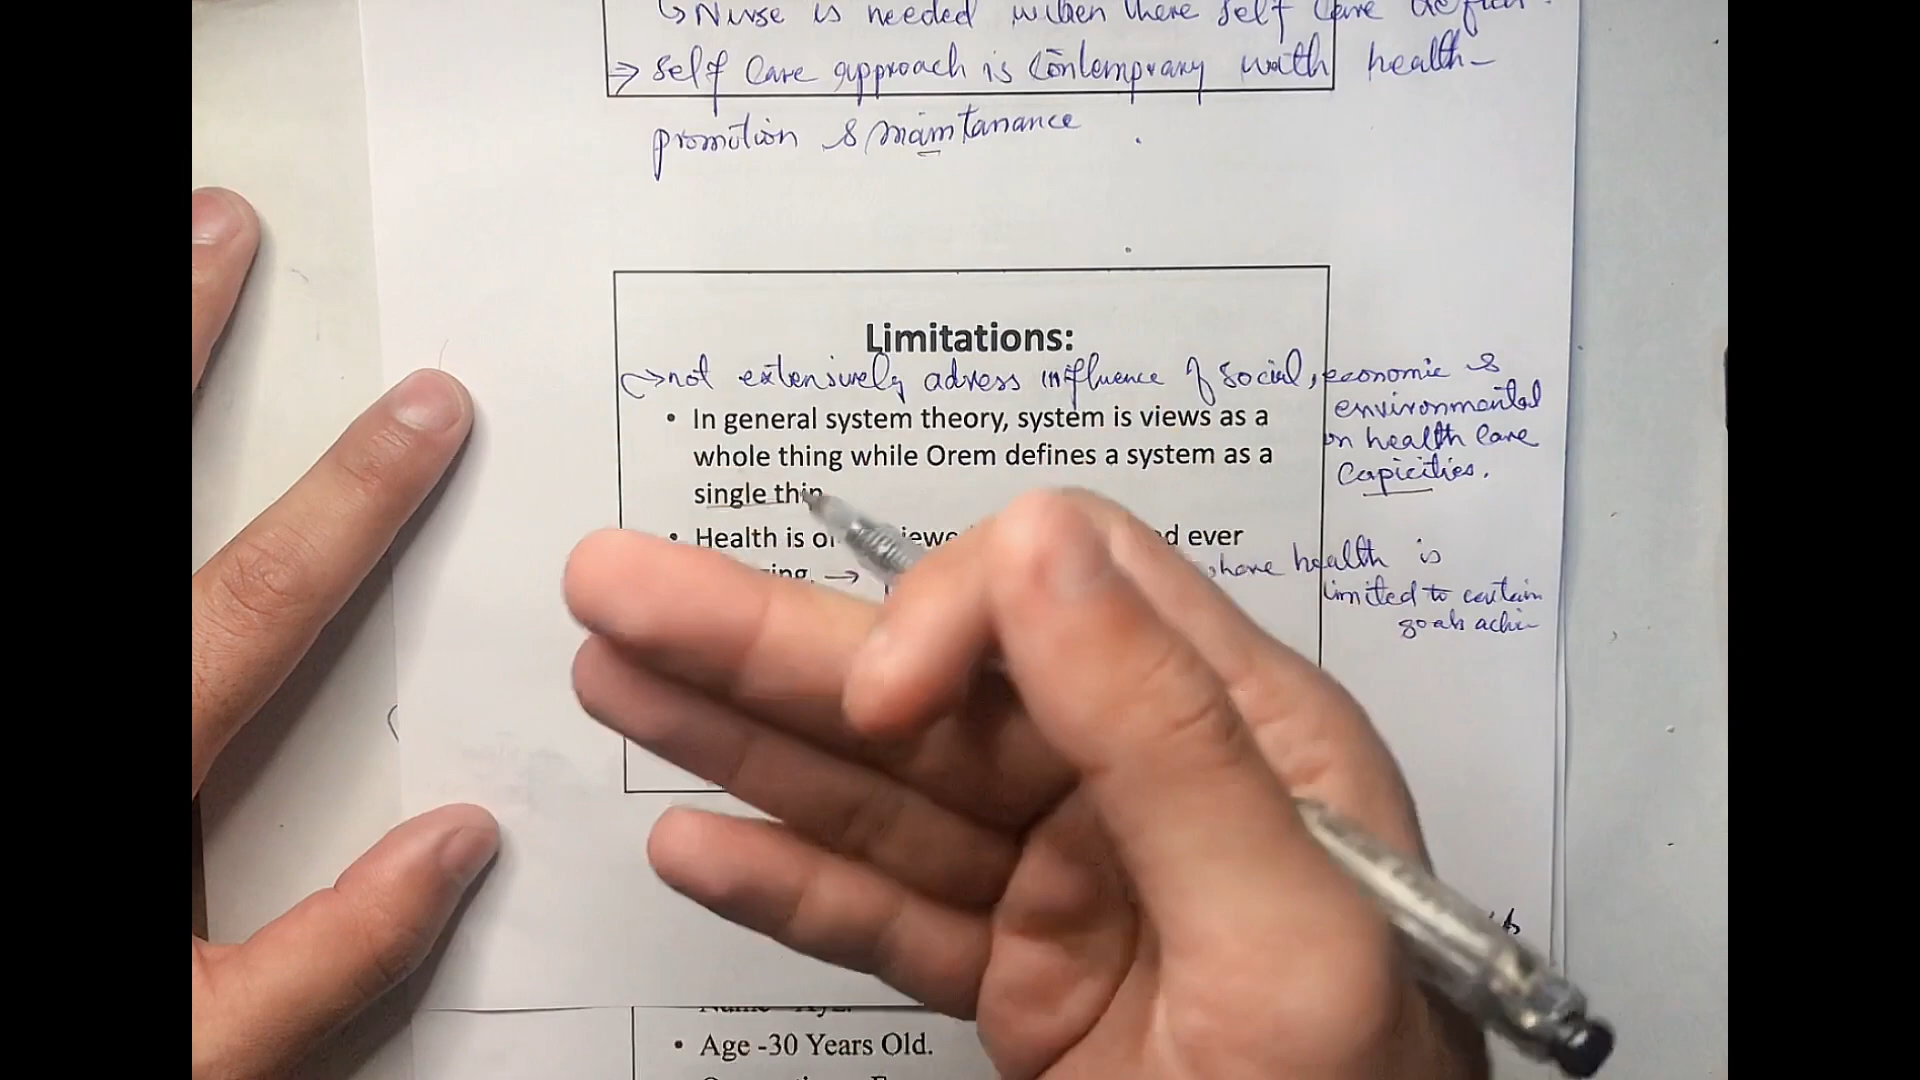 ↳ Nurse is needed when there self care
⇒ Self Care approach is contemprary with health-
promotion & maintanance
Limitations:
↪ not extensively adress influence of social, economic &
environmental
on health care
Capicities.
• In general system theory, system is views as a
whole thing while Orem defines a system as a
single thin
• Health is ever
→ health is
limited to certain
goals
• Age -30 Years Old.